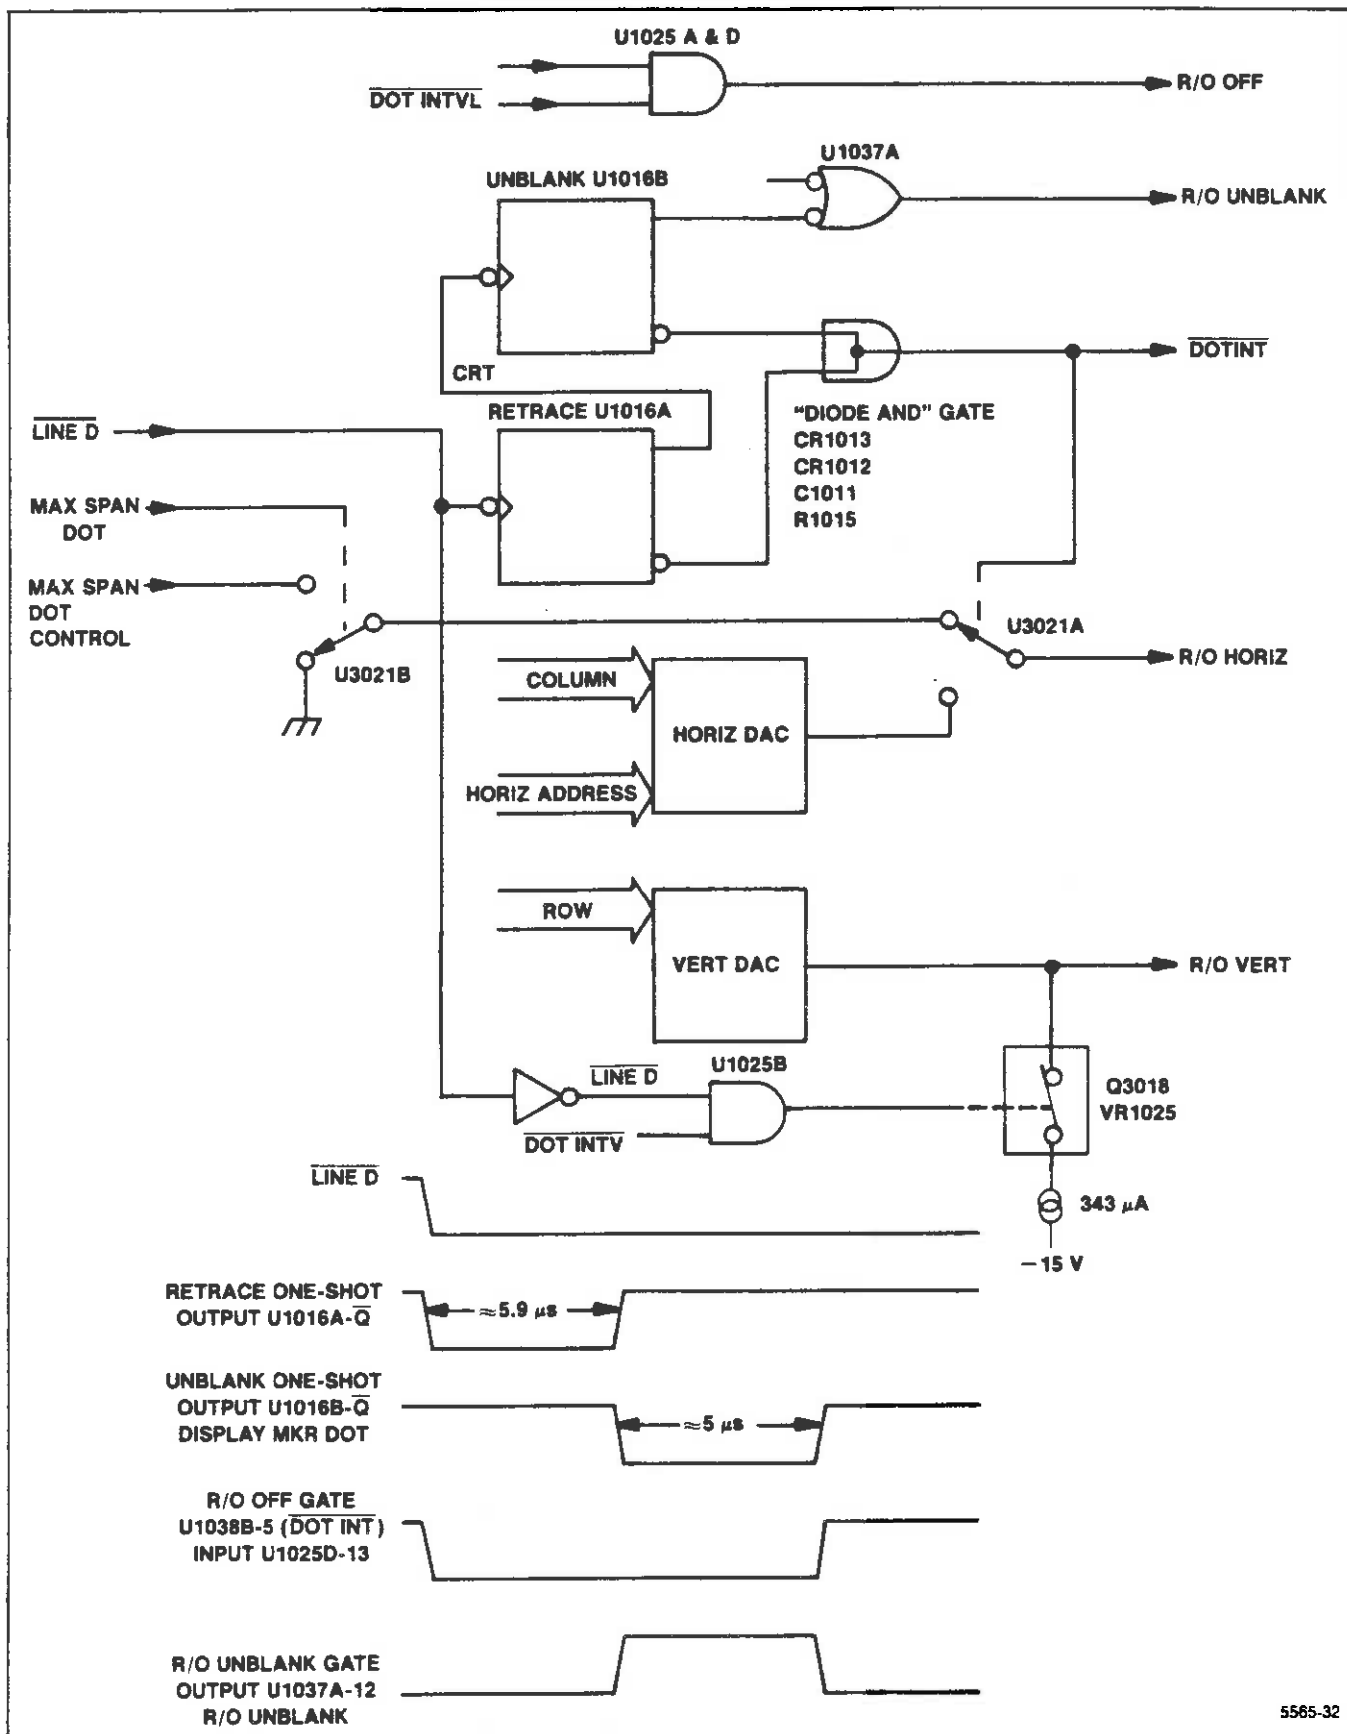 U1025 A & D
DOT INTVL
R/O OFF
U1037A
UNBLANK U1016B
R/O UNBLANK
DOTINT
CRT
RETRACE U1016A
"DIODE AND" GATE
CR1013
CR1012
C1011
R1015
LINE D
MAX SPAN
DOT
MAX SPAN
DOT
CONTROL
U3021B
U3021A
R/O HORIZ
COLUMN
HORIZ DAC
HORIZ ADDRESS
ROW
VERT DAC
R/O VERT
U1025B
LINE D
DOT INTV
Q3018
VR1025
343 μA
−15 V
LINE D
RETRACE ONE-SHOT
OUTPUT U1016A-Q̅
≈5.9 μs
UNBLANK ONE-SHOT
OUTPUT U1016B-Q̅
DISPLAY MKR DOT
≈5 μs
R/O OFF GATE
U1038B-5 (DOT INT)
INPUT U1025D-13
R/O UNBLANK GATE
OUTPUT U1037A-12
R/O UNBLANK
5565-32